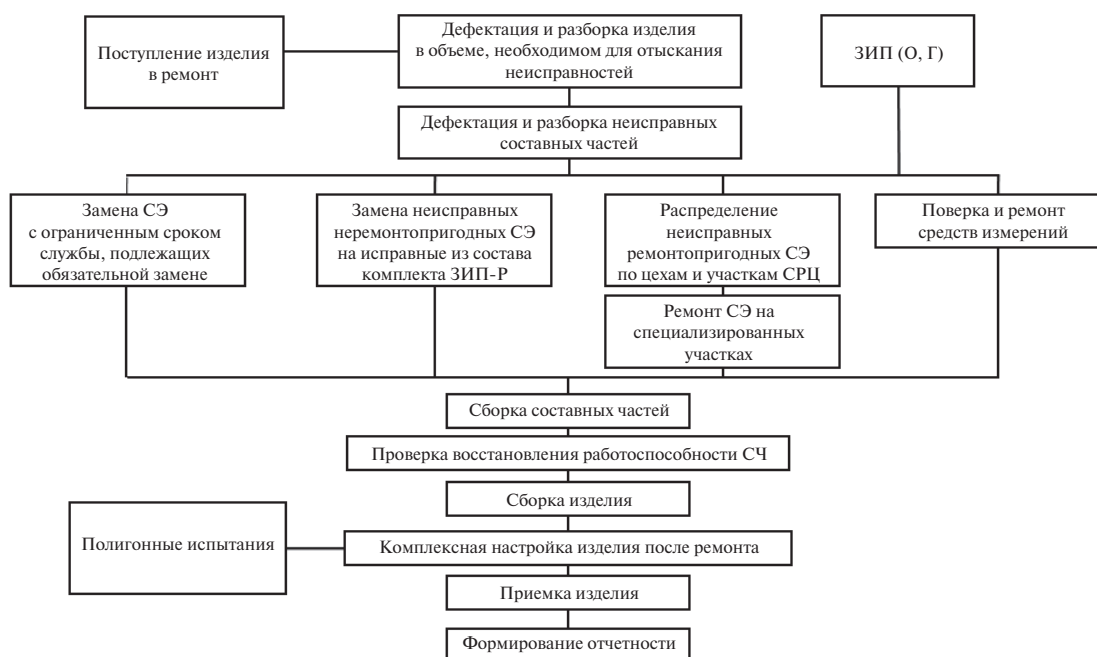 Поступление изделия
в ремонт
Дефектация и разборка изделия
в объеме, необходимом для отыскания
неисправностей
ЗИП (О, Г)
Дефектация и разборка неисправных
составных частей
Замена СЭ
с ограниченным сроком
службы, подлежащих
обязательной замене
Замена неисправных
неремонтопригодных СЭ
на исправные из состава
комплекта ЗИП-Р
Распределение
неисправных
ремонтопригодных СЭ
по цехам и участкам СРЦ
Поверка и ремонт
средств измерений
Ремонт СЭ на
специализированных
участках
Сборка составных частей
Проверка восстановления работоспособности СЧ
Сборка изделия
Полигонные испытания
Комплексная настройка изделия после ремонта
Приемка изделия
Формирование отчетности